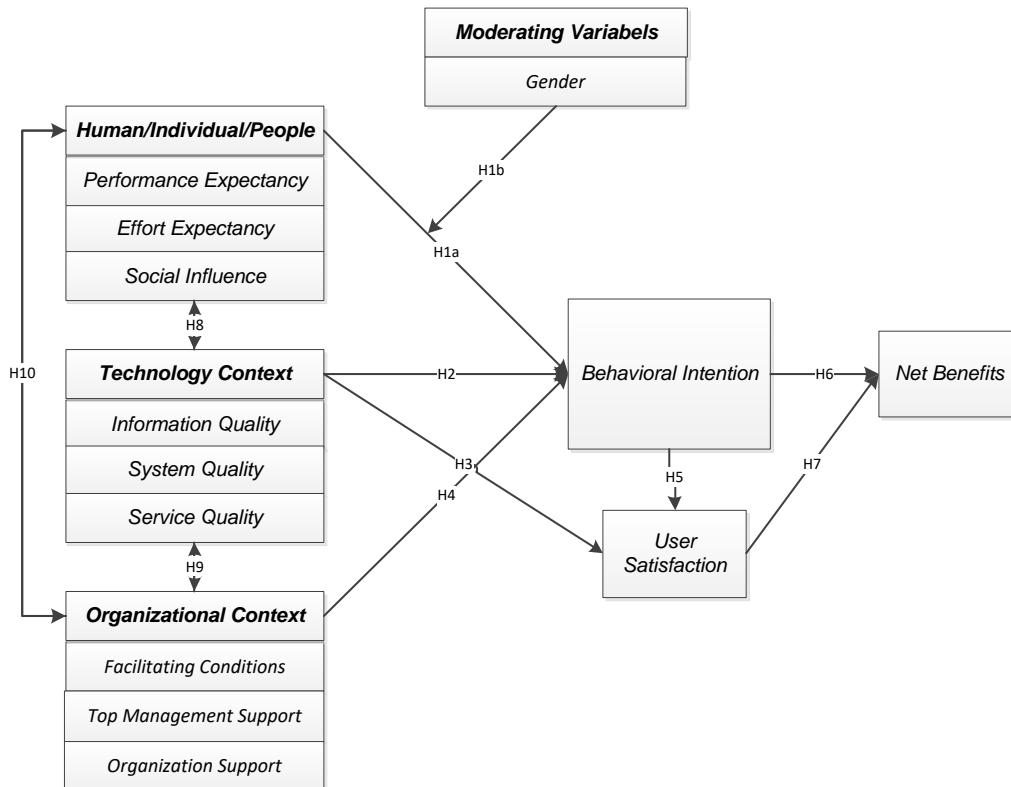 Moderating Variabels
Gender
Human/Individual/People
Performance Expectancy
Effort Expectancy
Social Influence
H1b
H1a
H8
H10
Technology Context
Information Quality
System Quality
Service Quality
H2
H3
H4
Behavioral Intention
H6
Net Benefits
H5
H7
User
Satisfaction
H9
Organizational Context
Facilitating Conditions
Top Management Support
Organization Support